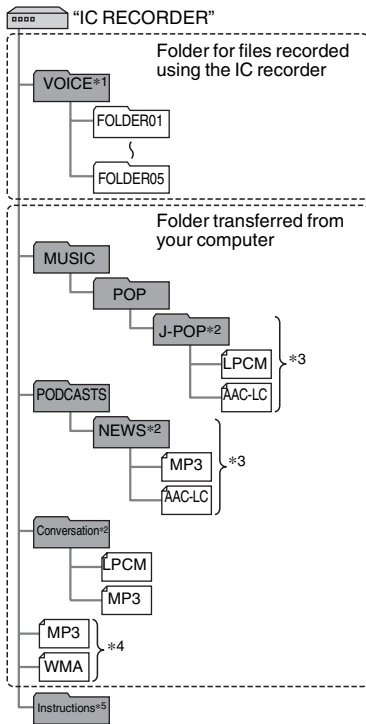 “IC RECORDER”
Folder for files recorded
using the IC recorder
VOICE*1
FOLDER01
FOLDER05
Folder transferred from
your computer
MUSIC
POP
J-POP*2
LPCM
*3
AAC-LC
PODCASTS
NEWS*2
MP3
*3
AAC-LC
Conversation*2
LPCM
MP3
MP3
*4
WMA
Instructions*5